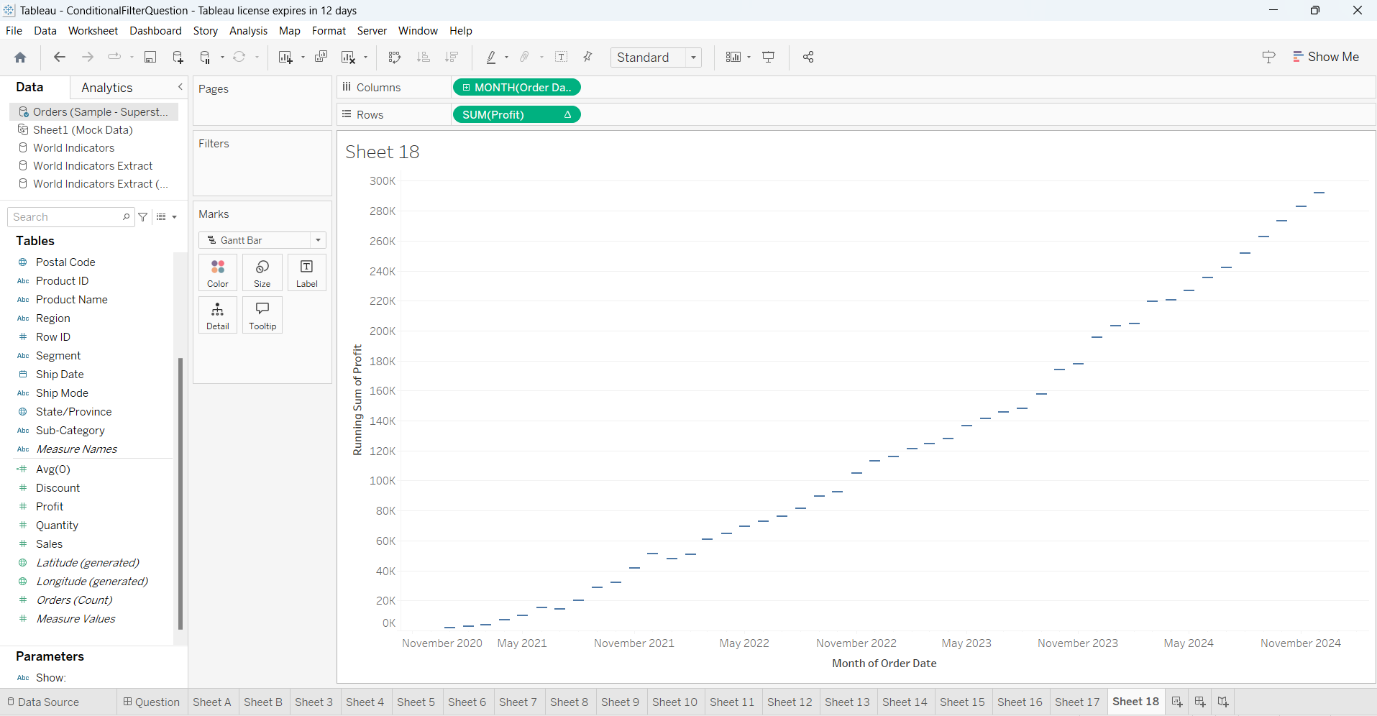 Tableau - ConditionalFilterQuestion - Tableau license expires in 12 days
File Data Worksheet Dashboard Story Analysis Map Format Server Window Help
Standard
Show Me
Data
Analytics
Orders (Sample - Superst...
Sheet1 (Mock Data)
World Indicators
World Indicators Extract
World Indicators Extract (...
Search
Tables
Postal Code
Abc Product ID
Abc Product Name
Abc Region
# Row ID
Abc Segment
Ship Date
Abc Ship Mode
State/Province
Abc Sub-Category
Abc Measure Names
=# Avg(0)
# Discount
# Profit
# Quantity
# Sales
Latitude (generated)
Longitude (generated)
# Orders (Count)
# Measure Values
Parameters
Abc Show:
Pages
Filters
Marks
Gantt Bar
Color
Size
Label
Detail
Tooltip
Columns
MONTH(Order Da..
Rows
SUM(Profit) Δ
Sheet 18
300K
280K
260K
240K
220K
200K
180K
160K
140K
120K
100K
80K
60K
40K
20K
0K
Running Sum of Profit
November 2020 May 2021 November 2021 May 2022 November 2022 May 2023 November 2023 May 2024 November 2024
Month of Order Date
Data Source Question Sheet A Sheet B Sheet 3 Sheet 4 Sheet 5 Sheet 6 Sheet 7 Sheet 8 Sheet 9 Sheet 10 Sheet 11 Sheet 12 Sheet 13 Sheet 14 Sheet 15 Sheet 16 Sheet 17 Sheet 18